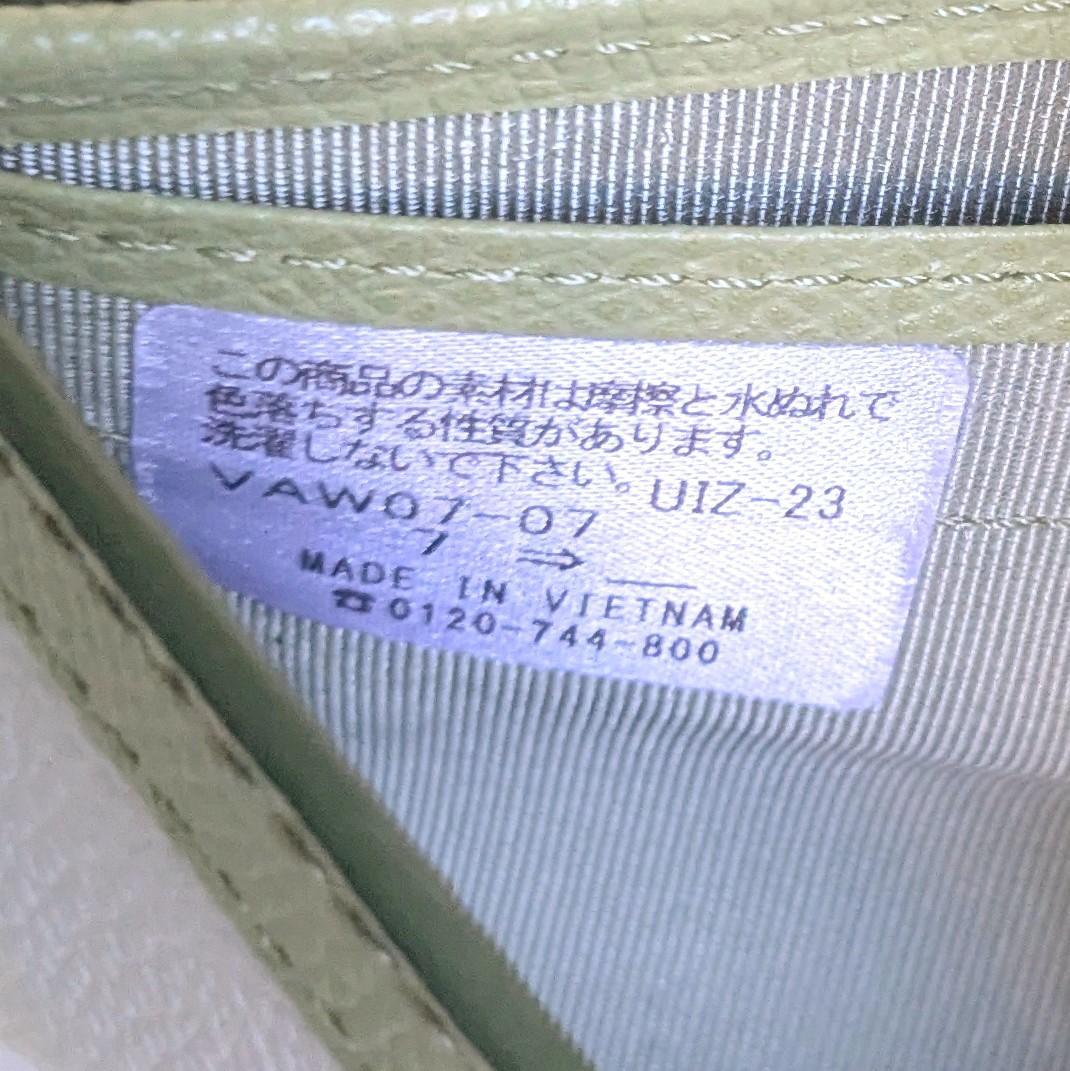 この商品の素材は摩擦と水ぬれで
色落ちする性質があります。
洗濯しないで下さい。UIZ-23
VAW07-07
7 ⇒
MADE IN VIETNAM
☎0120-744-800